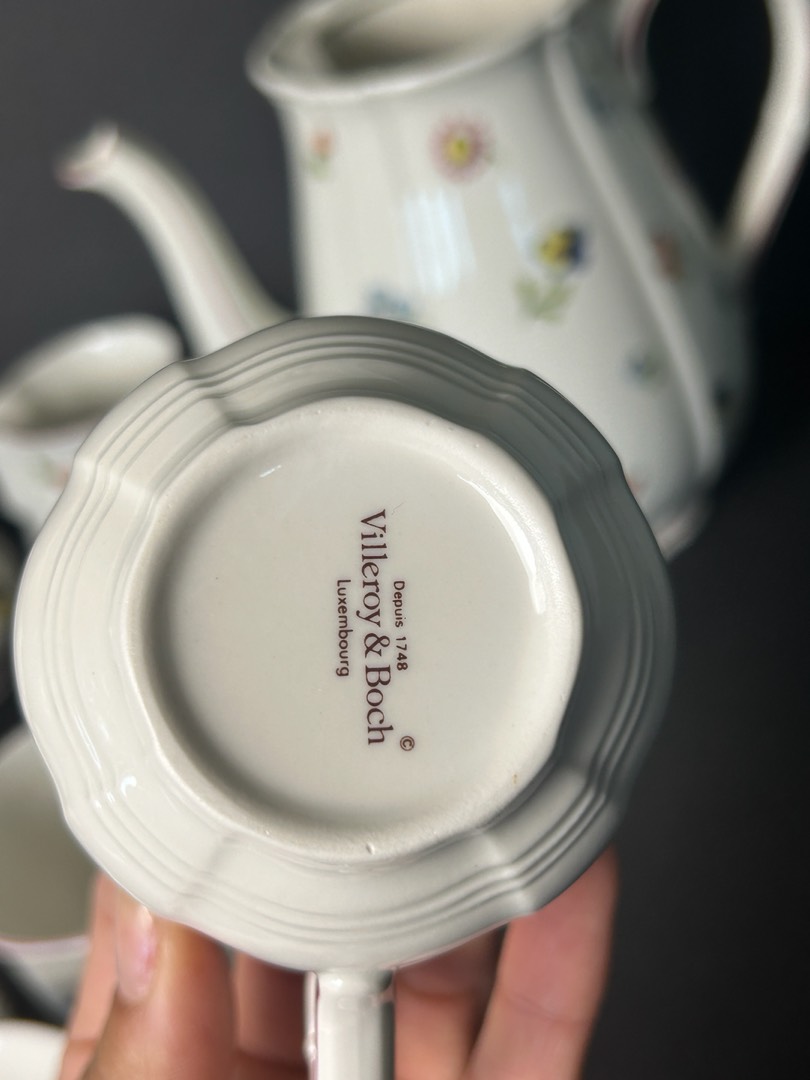 Depuis 1748
Villeroy & Boch ©
Luxembourg